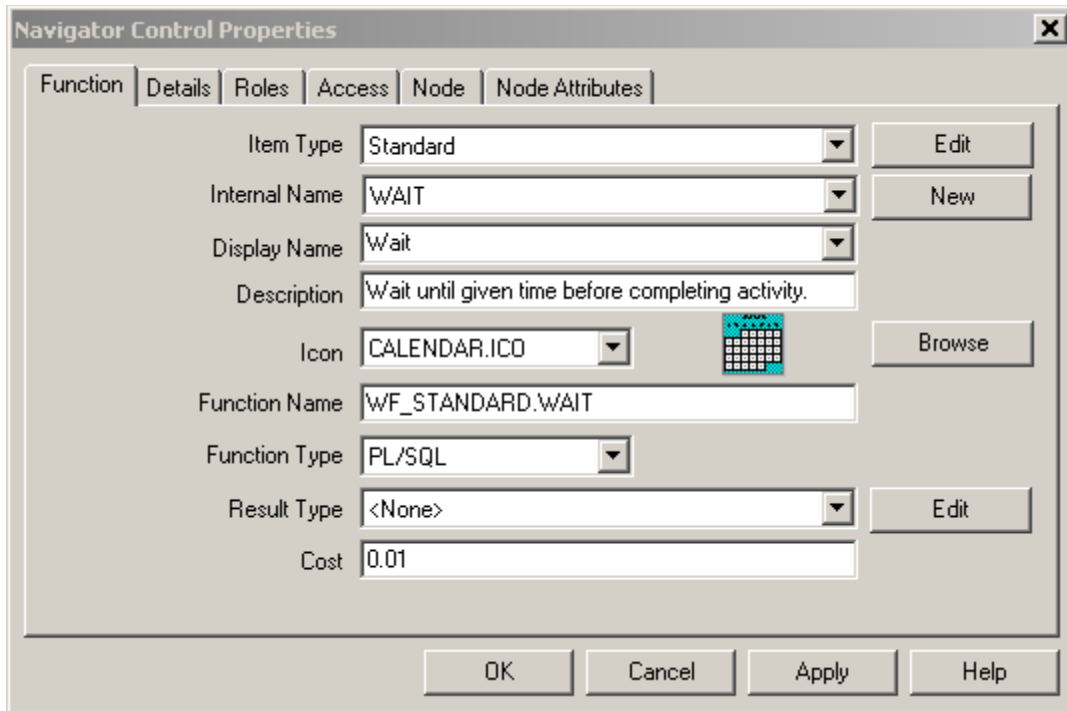 Navigator Control Properties
Function Details Roles Access Node Node Attributes
Item Type Standard Edit
Internal Name WAIT New
Display Name Wait
Description Wait until given time before completing activity.
Icon CALENDAR.ICO Browse
Function Name WF_STANDARD.WAIT
Function Type PL/SQL
Result Type <None> Edit
Cost 0.01
OK Cancel Apply Help